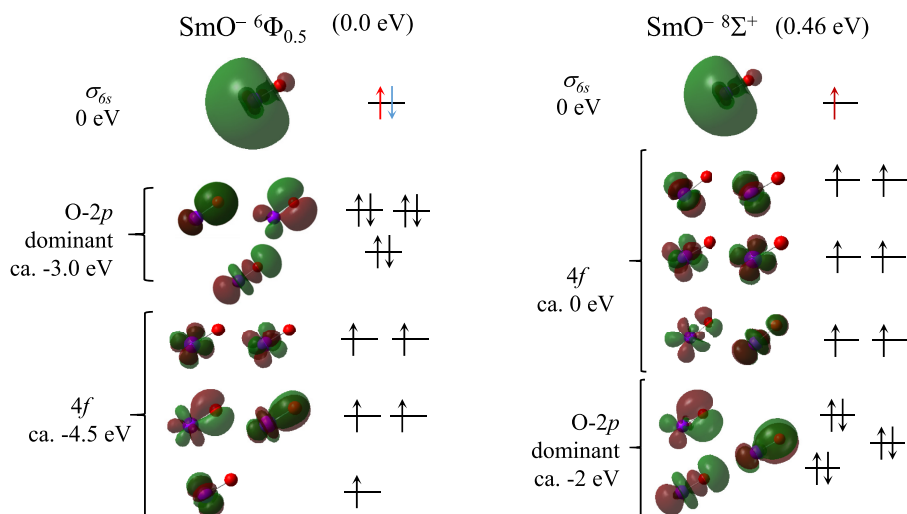 SmO⁻ ⁶Φ₀.₅ (0.0 eV)
σ₆ₛ
0 eV
O-2p
dominant
ca. -3.0 eV
4f
ca. -4.5 eV
SmO⁻ ⁸Σ⁺ (0.46 eV)
σ₆ₛ
0 eV
4f
ca. 0 eV
O-2p
dominant
ca. -2 eV